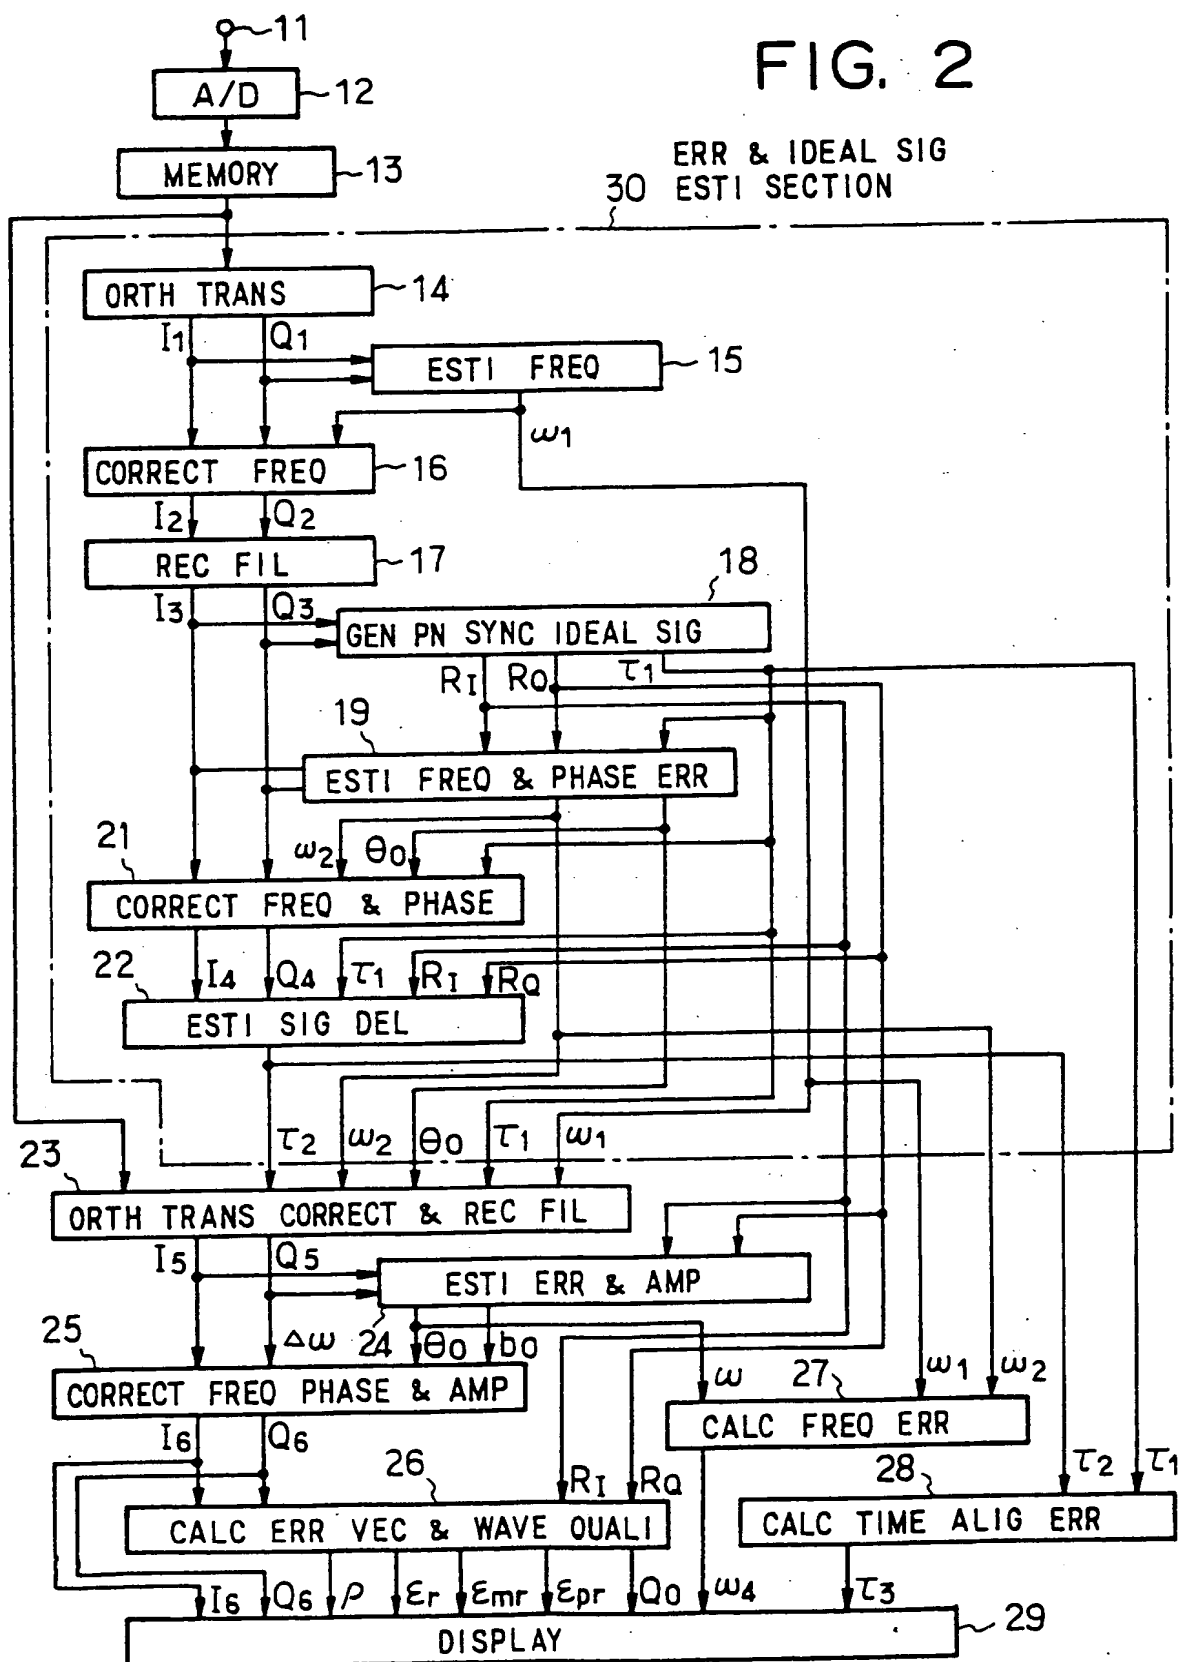 11
FIG. 2
A/D
12
MEMORY
13
ERR & IDEAL SIG
ESTI SECTION
30
ORTH TRANS
14
I1
Q1
ESTI FREQ
15
ω1
CORRECT FREQ
16
I2
Q2
REC FIL
17
18
I3
Q3
GEN PN SYNC IDEAL SIG
RI
RQ
τ1
19
ESTI FREQ & PHASE ERR
21
ω2
θ0
CORRECT FREQ & PHASE
22
I4
Q4
τ1
RI
RQ
ESTI SIG DEL
23
τ2
ω2
θ0
τ1
ω1
ORTH TRANS CORRECT & REC FIL
I5
Q5
ESTI ERR & AMP
24
25
Δω
θ0
b0
CORRECT FREQ PHASE & AMP
ω
27
ω1
ω2
CALC FREQ ERR
I6
Q6
26
RI
RQ
28
τ2
τ1
CALC ERR VEC & WAVE QUALI
CALC TIME ALIG ERR
I6
Q6
ρ
εr
εmr
εpr
Q0
ω4
τ3
DISPLAY
29